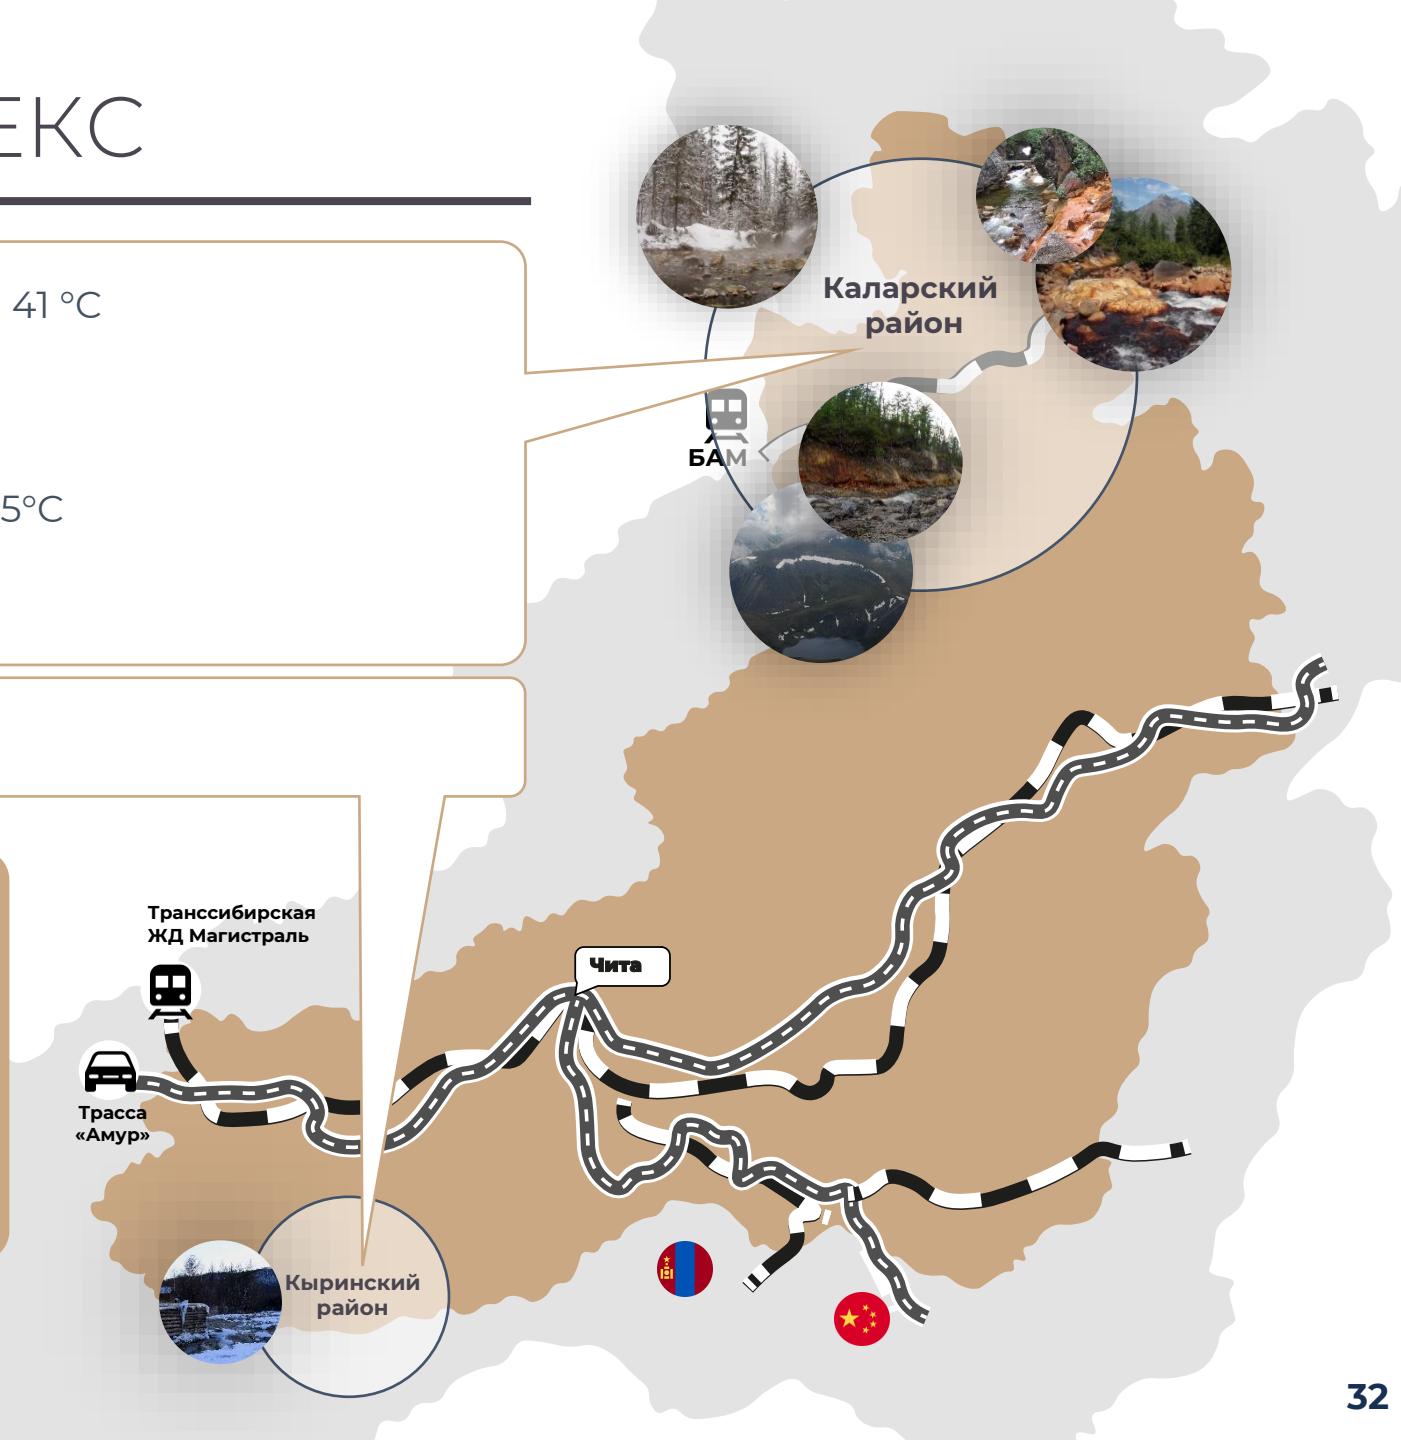 ЕКС
41 °C
5°C
Каларский
район
БАМ
Транссибирская
ЖД Магистраль
Чита
Трасса
«Амур»
Кыринский
район
32